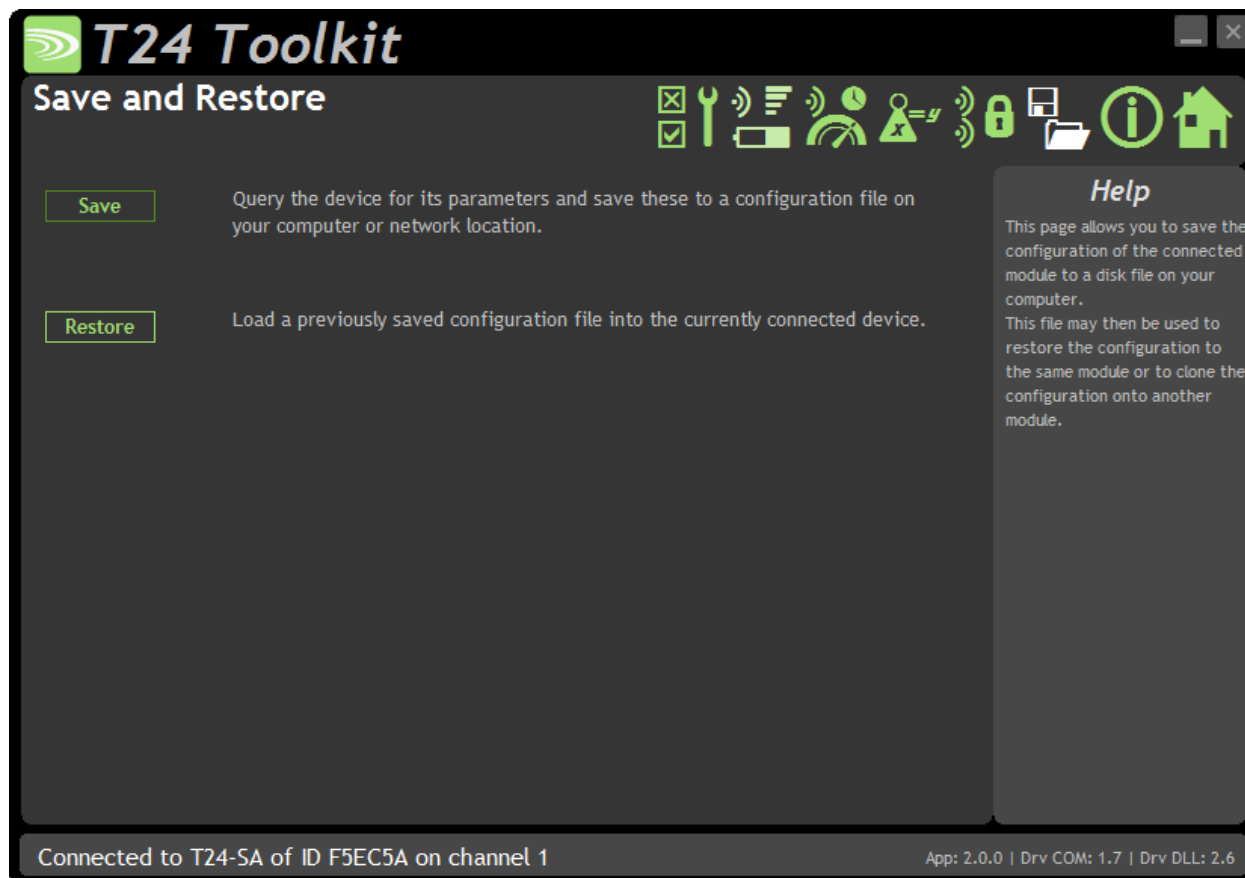 T24 Toolkit
Save and Restore
x=y
Save
Query the device for its parameters and save these to a configuration file on
your computer or network location.
Restore
Load a previously saved configuration file into the currently connected device.
Help
This page allows you to save the
configuration of the connected
module to a disk file on your
computer.
This file may then be used to
restore the configuration to
the same module or to clone the
configuration onto another
module.
Connected to T24-SA of ID F5EC5A on channel 1
App: 2.0.0 | Drv COM: 1.7 | Drv DLL: 2.6